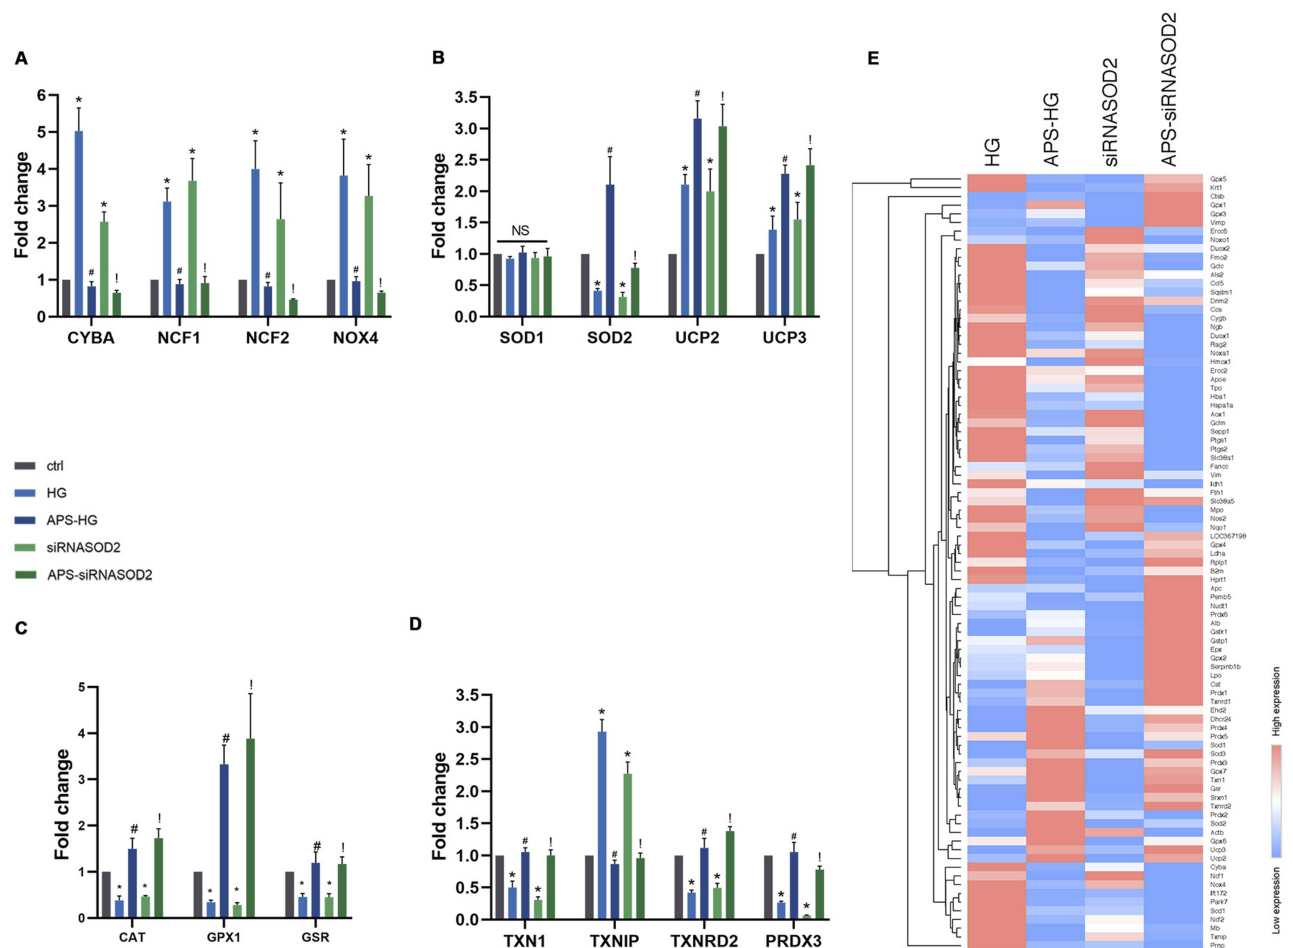 A
Fold change
6
5
4
3
2
1
0
* # * !
* # * !
* # * !
* # * !
CYBA NCF1 NCF2 NOX4
B
Fold change
3.5
3.0
2.5
2.0
1.5
1.0
0.5
0.0
NS
* # * !
* # * !
* # * !
SOD1 SOD2 UCP2 UCP3
ctrl
HG
APS-HG
siRNASOD2
APS-siRNASOD2
C
Fold change
5
4
3
2
1
0
* # * !
* # * !
* # * !
CAT GPX1 GSR
D
Fold change
3.5
3.0
2.5
2.0
1.5
1.0
0.5
0.0
* # * !
* # * !
* # * !
* # * !
TXN1 TXNIP TXNRD2 PRDX3
E
HG
APS-HG
siRNASOD2
APS-siRNASOD2
Gpx5
Krt1
Ctsb
Gpx1
Gpx3
Vimp
Ercc6
Noxo1
Duox2
Fmo2
Gclc
Als2
Ccl5
Sqstm1
Dnm2
Ccs
Cygb
Ngb
Duox1
Rag2
Noxa1
Hmox1
Ercc2
Apoe
Tpo
Hba1
Hspa1a
Aox1
Gclm
Sepp1
Ptgs1
Ptgs2
Slc38a1
Fancc
Vim
Idh1
Fth1
Slc38a5
Mpo
Nos2
Nqo1
LOC367198
Gpx4
Ldha
Rplp1
B2m
Hprt1
Apc
Psmb5
Nudt1
Prdx6
Alb
Gstk1
Gstp1
Epx
Gpx2
Serpinb1b
Lpo
Cat
Prdx1
Txnrd1
Ehd2
Dhcr24
Prdx4
Prdx5
Sod1
Sod3
Prdx3
Gpx7
Txn1
Gsr
Srxn1
Txnrd2
Prdx2
Sod2
Actb
Gpx6
Ucp3
Ucp2
Cyba
Ncf1
Nox4
Ift172
Park7
Scd1
Ncf2
Mb
Txnip
Prnp
High expression
Low expression